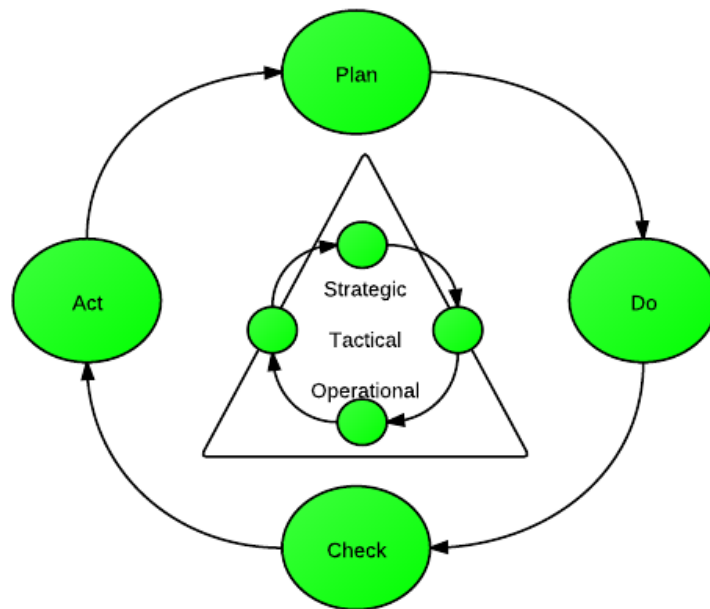 Plan
Strategic
Act
Do
Tactical
Operational
Check